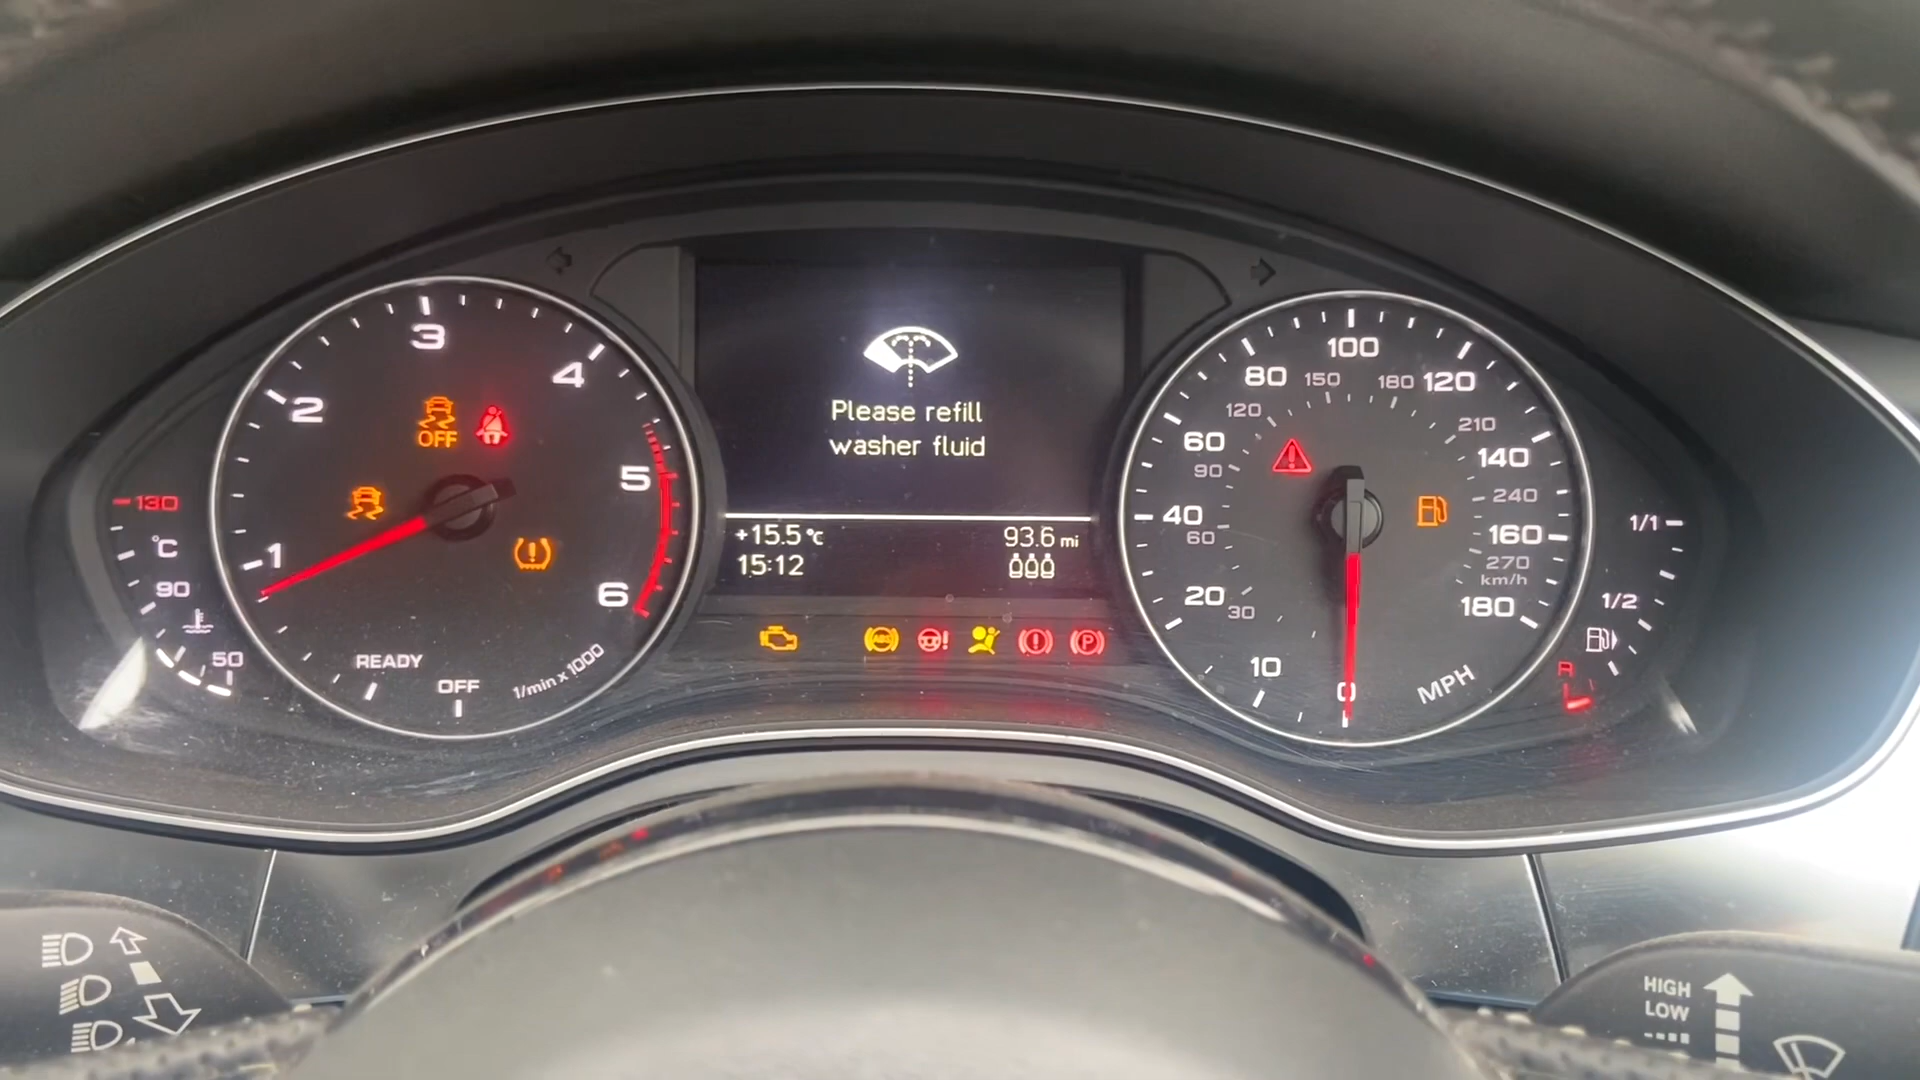 3
4
2
OFF
5
1
6
130
°C
90
50
READY
OFF
1/min x 1000
Please refill
washer fluid
+15.5 °C
93.6 mi
15:12
ABS
P
100
80
150
180
120
120
210
60
140
90
240
40
160
60
270
km/h
20
30
180
10
0
MPH
1/1
1/2
R
HIGH
LOW